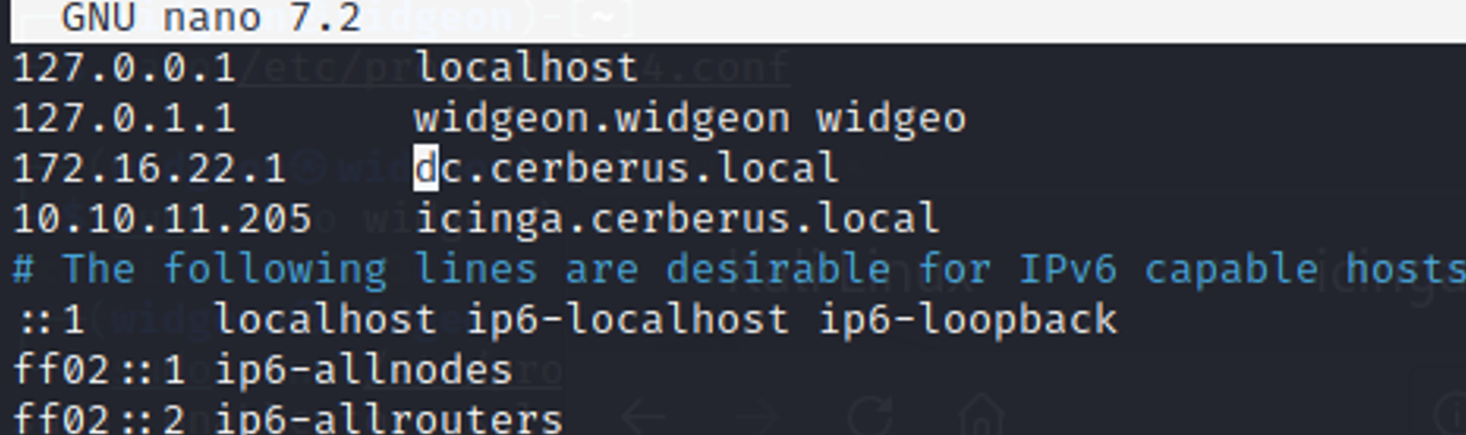 GNU nano 7.2
127.0.0.1 localhost
127.0.1.1 widgeon.widgeon widgeo
172.16.22.1 dc.cerberus.local
10.10.11.205 icinga.cerberus.local
# The following lines are desirable for IPv6 capable hosts
::1 localhost ip6-localhost ip6-loopback
ff02::1 ip6-allnodes
ff02::2 ip6-allrouters